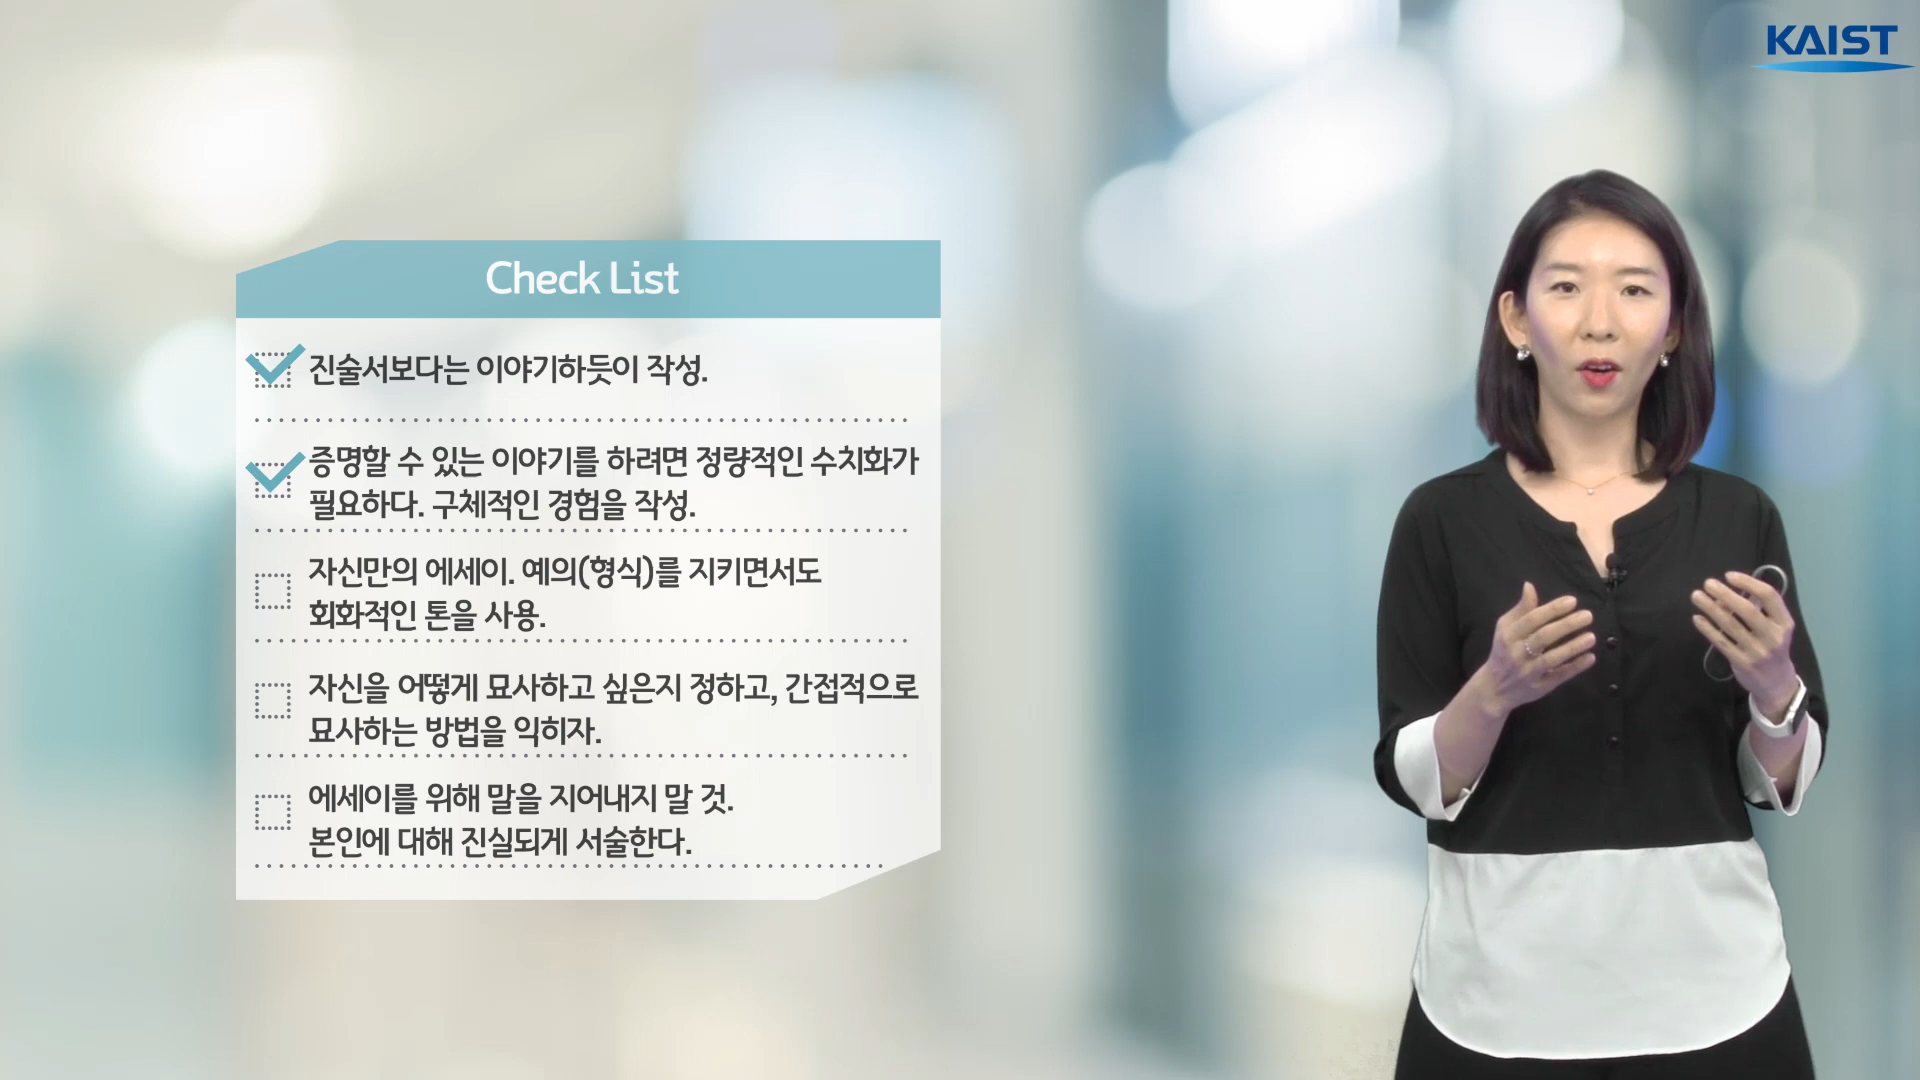 KAIST
Check List
진술서보다는 이야기하듯이 작성.
증명할 수 있는 이야기를 하려면 정량적인 수치화가
필요하다. 구체적인 경험을 작성.
자신만의 에세이. 예의(형식)를 지키면서도
회화적인 톤을 사용.
자신을 어떻게 묘사하고 싶은지 정하고, 간접적으로
묘사하는 방법을 익히자.
에세이를 위해 말을 지어내지 말 것.
본인에 대해 진실되게 서술한다.